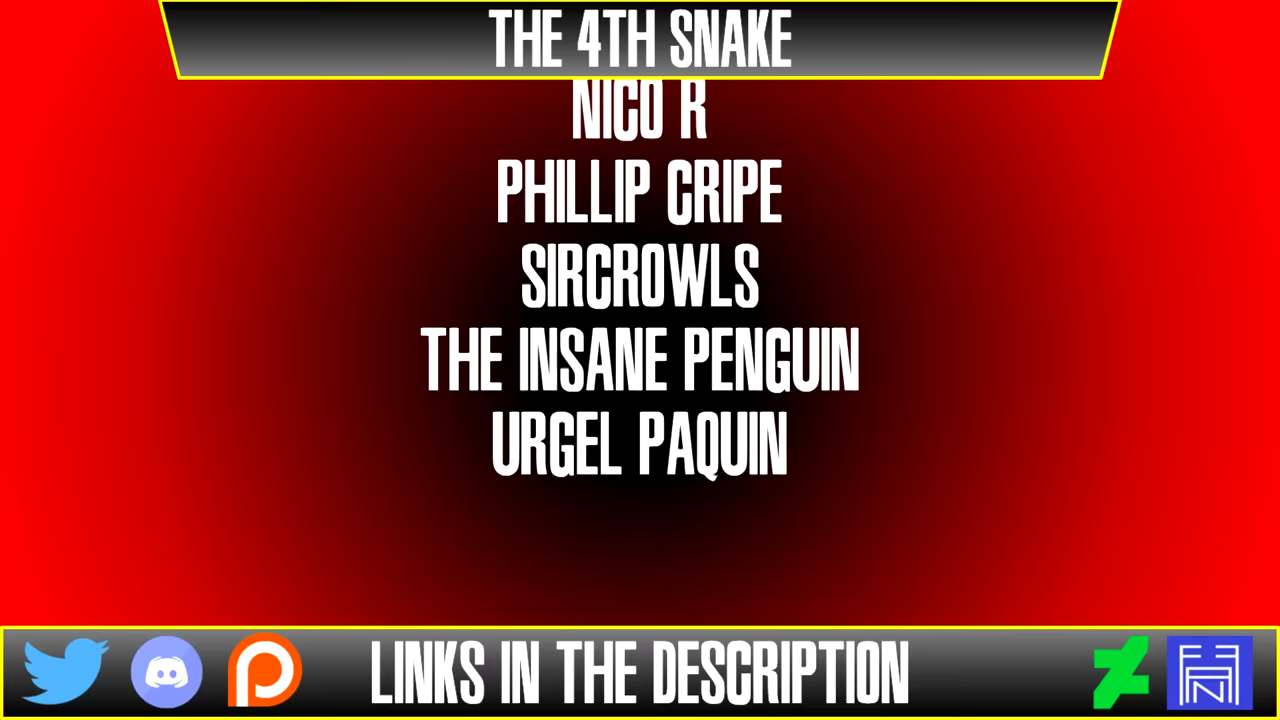 THE 4TH SNAKE
NICO R
PHILLIP CRIPE
SIRCROWLS
THE INSANE PENGUIN
URGEL PAQUIN
LINKS IN THE DESCRIPTION